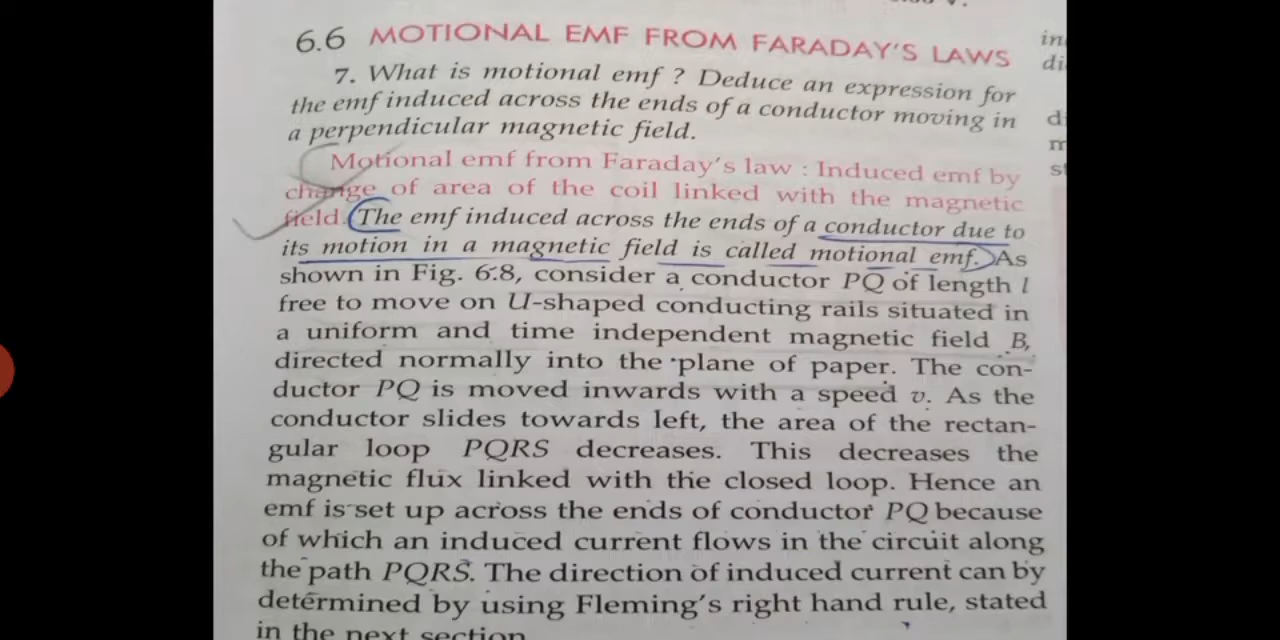 6.6 MOTIONAL EMF FROM FARADAY'S LAWS
7. What is motional emf ? Deduce an expression for
the emf induced across the ends of a conductor moving in
a perpendicular magnetic field.
Motional emf from Faraday's law : Induced emf by
change of area of the coil linked with the magnetic
field. The emf induced across the ends of a conductor due to
its motion in a magnetic field is called motional emf. As
shown in Fig. 6.8, consider a conductor PQ of length l
free to move on U-shaped conducting rails situated in
a uniform and time independent magnetic field B,
directed normally into the plane of paper. The con-
ductor PQ is moved inwards with a speed v. As the
conductor slides towards left, the area of the rectan-
gular loop PQRS decreases. This decreases the
magnetic flux linked with the closed loop. Hence an
emf is set up across the ends of conductor PQ because
of which an induced current flows in the circuit along
the path PQRS. The direction of induced current can by
determined by using Fleming's right hand rule, stated
in the next section